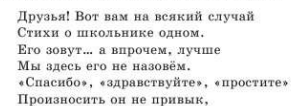 Друзья! Вот вам на всякий случай
Стихи о школьнике одном.
Его зовут... а впрочем, лучше
Мы здесь его не назовём.
«Спасибо», «здравствуйте», «простите»
Произносить он не привык,